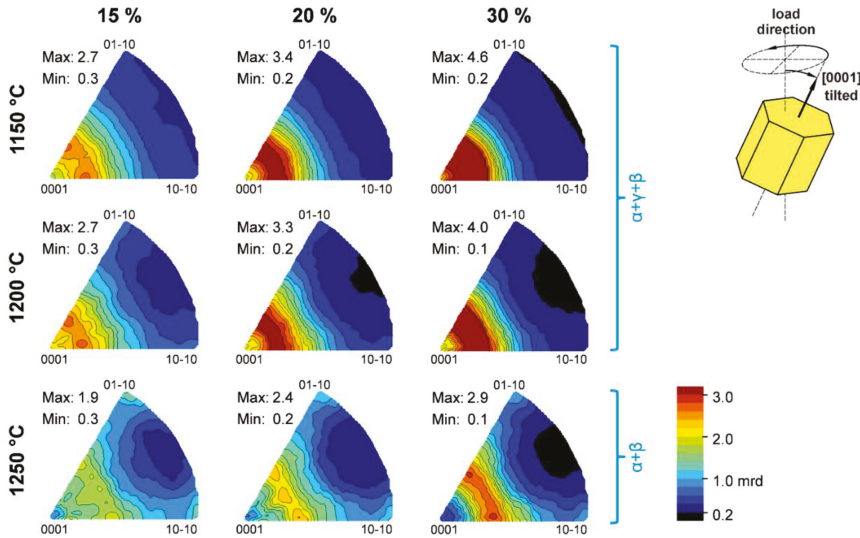 15 %
20 %
30 %
1150 °C
01-10
Max: 2.7
Min: 0.3
0001
10-10
01-10
Max: 3.4
Min: 0.2
0001
10-10
01-10
Max: 4.6
Min: 0.2
0001
10-10
1200 °C
01-10
Max: 2.7
Min: 0.3
0001
10-10
01-10
Max: 3.3
Min: 0.2
0001
10-10
01-10
Max: 4.0
Min: 0.1
0001
10-10
α+γ+β
1250 °C
01-10
Max: 1.9
Min: 0.3
0001
10-10
01-10
Max: 2.4
Min: 0.2
0001
10-10
01-10
Max: 2.9
Min: 0.1
0001
10-10
α+β
load
direction
[0001]
tilted
3.0
2.0
1.0 mrd
0.2